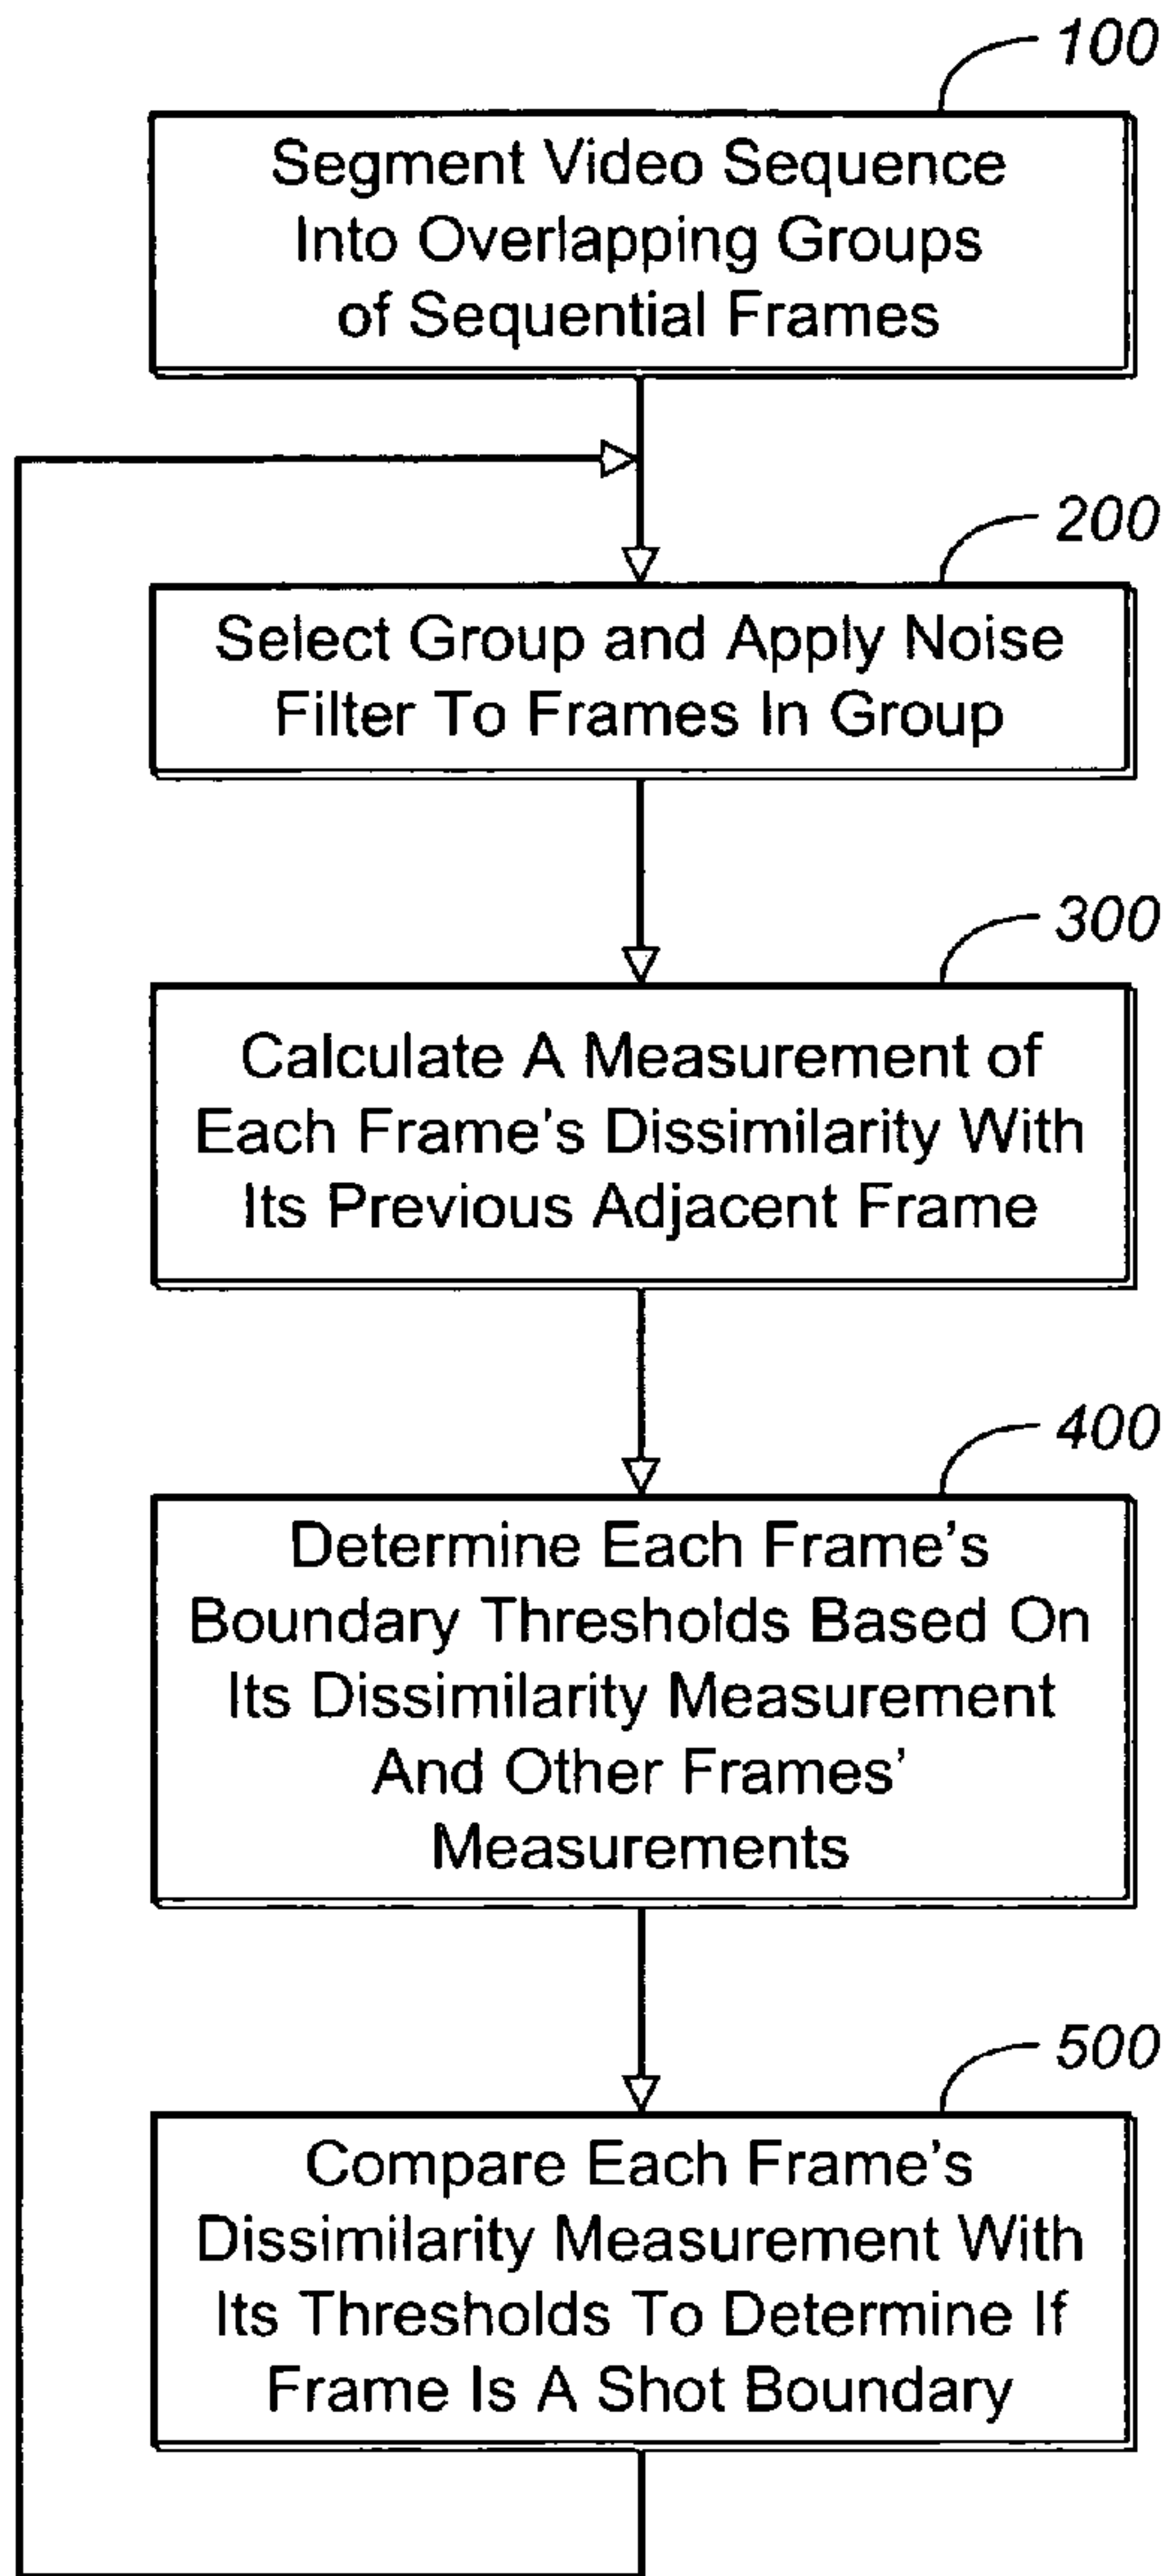 100
Segment Video Sequence
Into Overlapping Groups
of Sequential Frames
200
Select Group and Apply Noise
Filter To Frames In Group
300
Calculate A Measurement of
Each Frame's Dissimilarity With
Its Previous Adjacent Frame
400
Determine Each Frame's
Boundary Thresholds Based On
Its Dissimilarity Measurement
And Other Frames'
Measurements
500
Compare Each Frame's
Dissimilarity Measurement With
Its Thresholds To Determine If
Frame Is A Shot Boundary